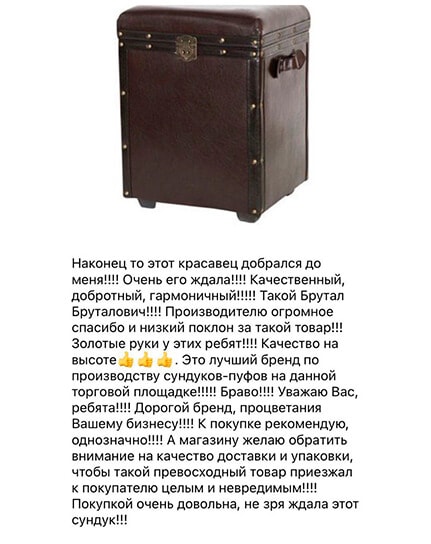 Наконец то этот красавец добрался до
меня!!!! Очень его ждала!!!! Качественный,
добротный, гармоничный!!!!! Такой Брутал
Бруталович!!!! Производителю огромное
спасибо и низкий поклон за такой товар!!!
Золотые руки у этих ребят!!!! Качество на
высоте👍👍👍. Это лучший бренд по
производству сундуков-пуфов на данной
торговой площадке!!!!! Браво!!!! Уважаю Вас,
ребята!!!! Дорогой бренд, процветания
Вашему бизнесу!!!! К покупке рекомендую,
однозначно!!!! А магазину желаю обратить
внимание на качество доставки и упаковки,
чтобы такой превосходный товар приезжал
к покупателю целым и невредимым!!!!
Покупкой очень довольна, не зря ждала этот
сундук!!!